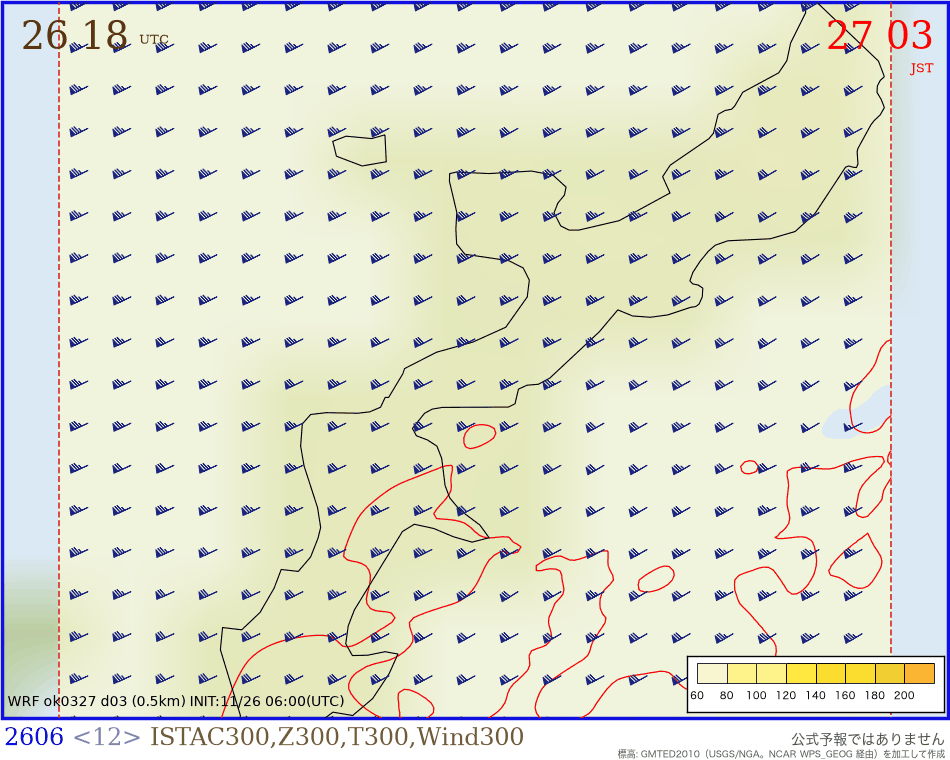 26.18 UTC
27 03
JST
WRF ok0327 d03 (0.5km) INIT:11/26 06:00(UTC)
60 80 100 120 140 160 180 200
2606 <12> ISTAC300,Z300,T300,Wind300
公式予報ではありません
標高: GMTED2010（USGS/NGA。NCAR WPS_GEOG 経由）を加工して作成